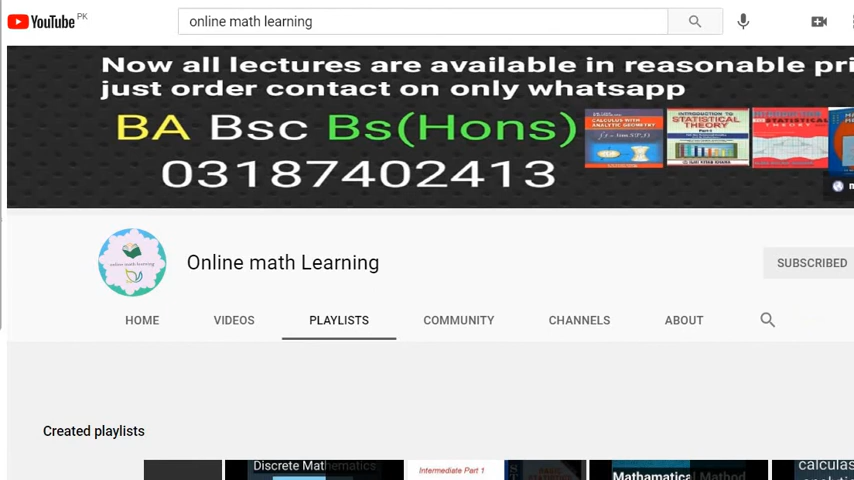 YouTube PK
online math learning
Now all lectures are available in reasonable pri
just order contact on only whatsapp
BA Bsc Bs(Hons)
03187402413
CALCULUS WITH
ANALYTIC GEOMETRY
INTRODUCTION TO
STATISTICAL
THEORY
Online math Learning
SUBSCRIBED
HOME VIDEOS PLAYLISTS COMMUNITY CHANNELS ABOUT
Created playlists
Discrete Mathematics
Intermediate Part 1
Mathematical Method
calculas